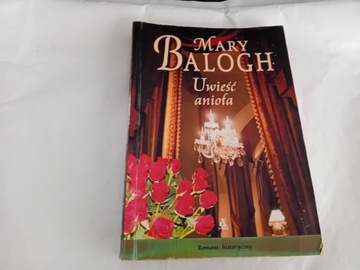 MARY
BALOGH
Uwieść
anioła
Romans historyczny